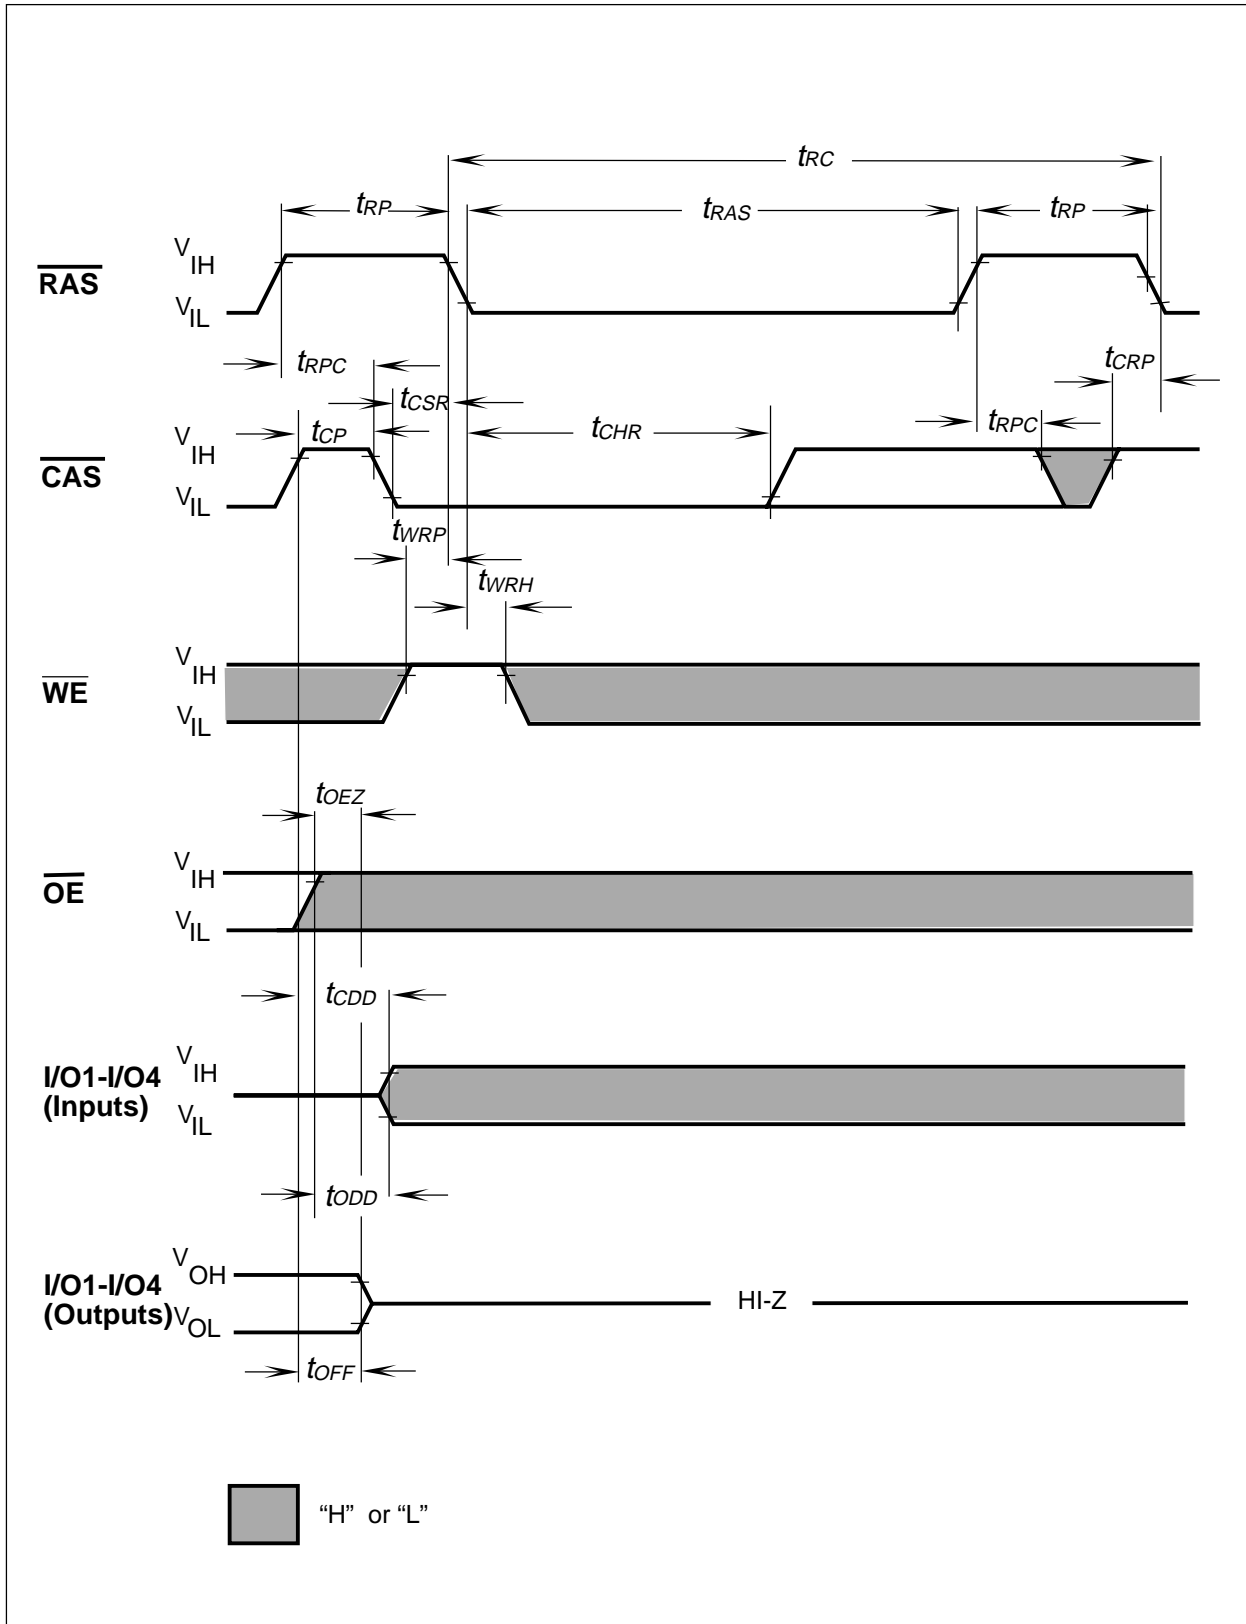 tRC
tRP
tRAS
tRP
RAS
VIH
VIL
tRPC
tCRP
tCSR
tCP
tCHR
tRPC
CAS
VIH
VIL
tWRP
tWRH
WE
VIH
VIL
tOEZ
OE
VIH
VIL
tCDD
I/O1-I/O4
(Inputs)
VIH
VIL
tODD
I/O1-I/O4
(Outputs)
VOH
VOL
HI-Z
tOFF
“H” or “L”